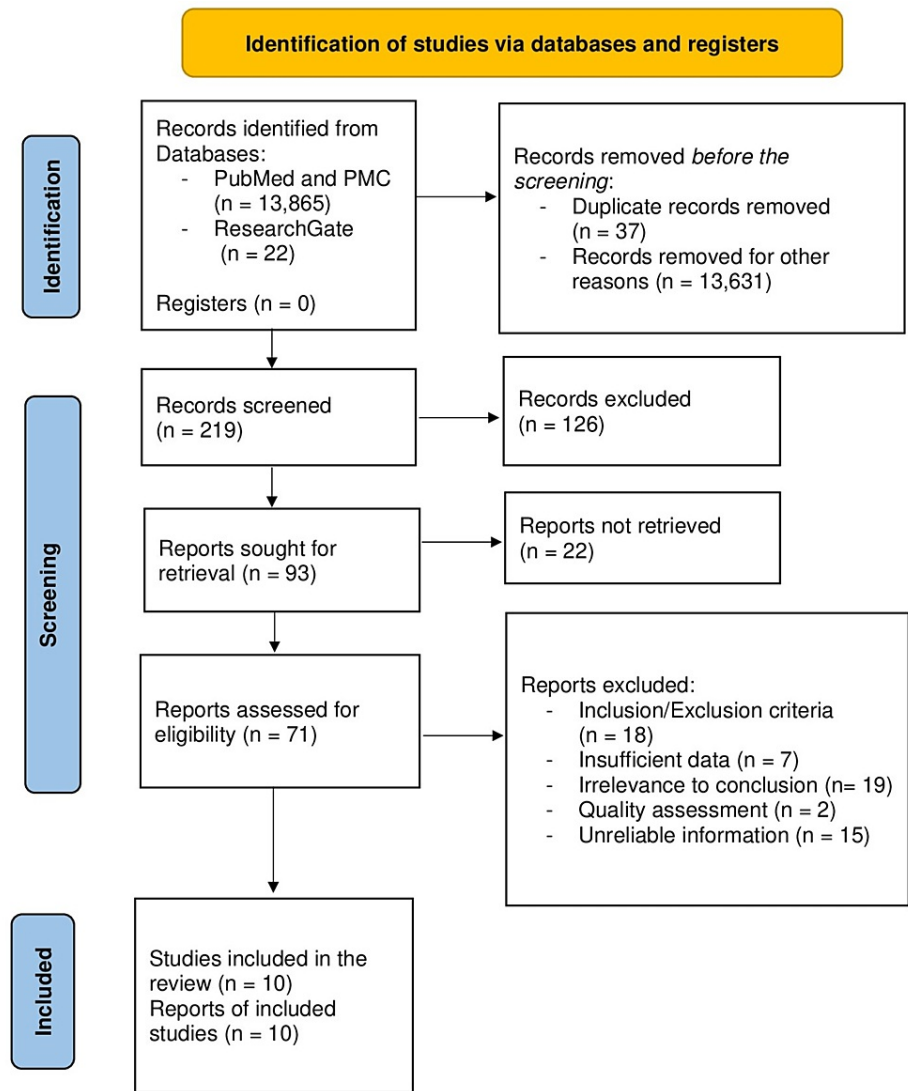 Identification of studies via databases and registers
Identification
Records identified from
Databases:
- PubMed and PMC
(n = 13,865)
- ResearchGate
(n = 22)
Registers (n = 0)
Records removed before the
screening:
- Duplicate records removed
(n = 37)
- Records removed for other
reasons (n = 13,631)
Screening
Records screened
(n = 219)
Records excluded
(n = 126)
Reports sought for
retrieval (n = 93)
Reports not retrieved
(n = 22)
Reports assessed for
eligibility (n = 71)
Reports excluded:
- Inclusion/Exclusion criteria
(n = 18)
- Insufficient data (n = 7)
- Irrelevance to conclusion (n= 19)
- Quality assessment (n = 2)
- Unreliable information (n = 15)
Included
Studies included in the
review (n = 10)
Reports of included
studies (n = 10)